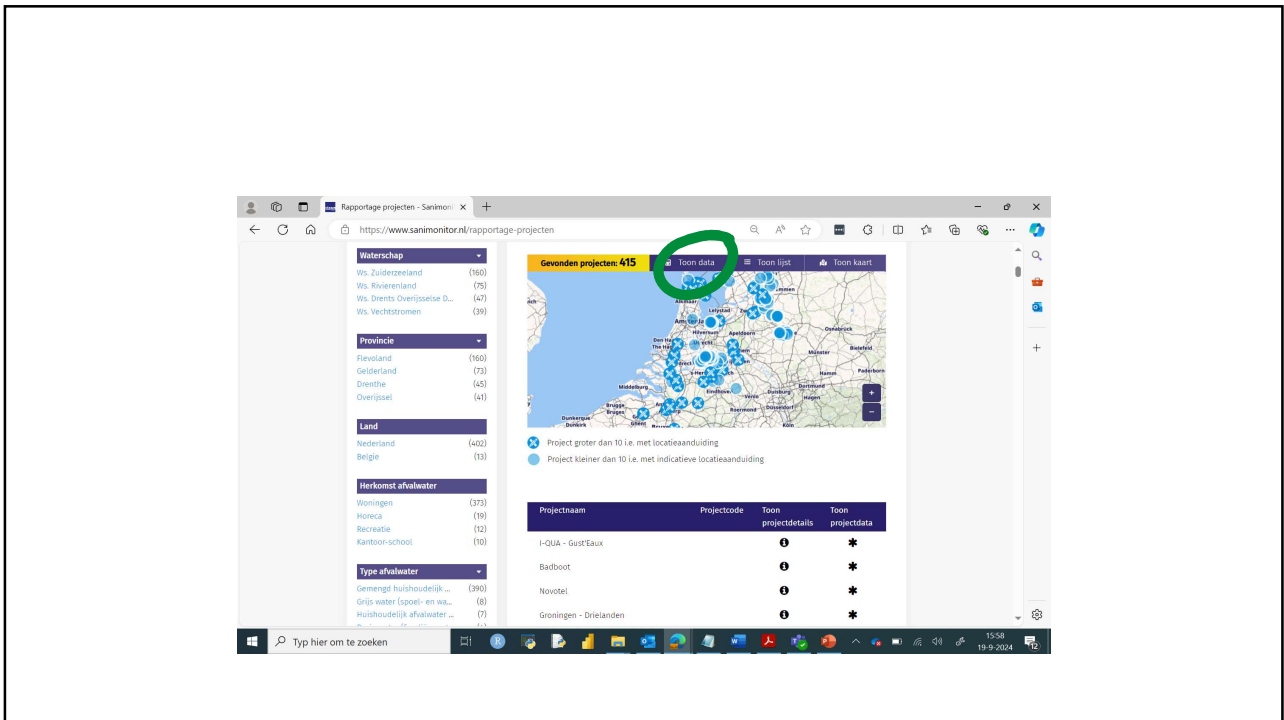 Rapportage projecten - Sanimoni
https://www.sanimonitor.nl/rapportage-projecten
Waterschap
Ws. Zuiderzeeland (160)
Ws. Rivierenland (75)
Ws. Drents Overijsselse D... (47)
Ws. Vechtstromen (39)
Provincie
Flevoland (160)
Gelderland (73)
Drenthe (45)
Overijssel (41)
Land
Nederland (402)
Belgie (13)
Herkomst afvalwater
Woningen (373)
Horeca (19)
Recreatie (12)
Kantoor-school (10)
Type afvalwater
Gemengd huishoudelijk ... (390)
Grijs water (spoel- en wa... (8)
Huishoudelijk afvalwater ... (7)
Gevonden projecten: 415
Toon data
Toon lijst
Toon kaart
Lelystad
Apeldoorn
Hilversum
Osnabrück
Münster
Bielefeld
Hamm
Paderborn
Dortmund
Middelburg
Eindhoven
Venlo
Duisburg
Hagen
Roermond
Düsseldorf
Brugge
Bruges
Dunkerque
Dunkirk
Ghent
Köln
+
−
Project groter dan 10 i.e. met locatieaanduiding
Project kleiner dan 10 i.e. met indicatieve locatieaanduiding
Projectnaam Projectcode Toon projectdetails Toon projectdata
I-QUA - Gust'Eaux
Badboot
Novotel
Groningen - Drielanden
Typ hier om te zoeken
15:58
19-9-2024
12